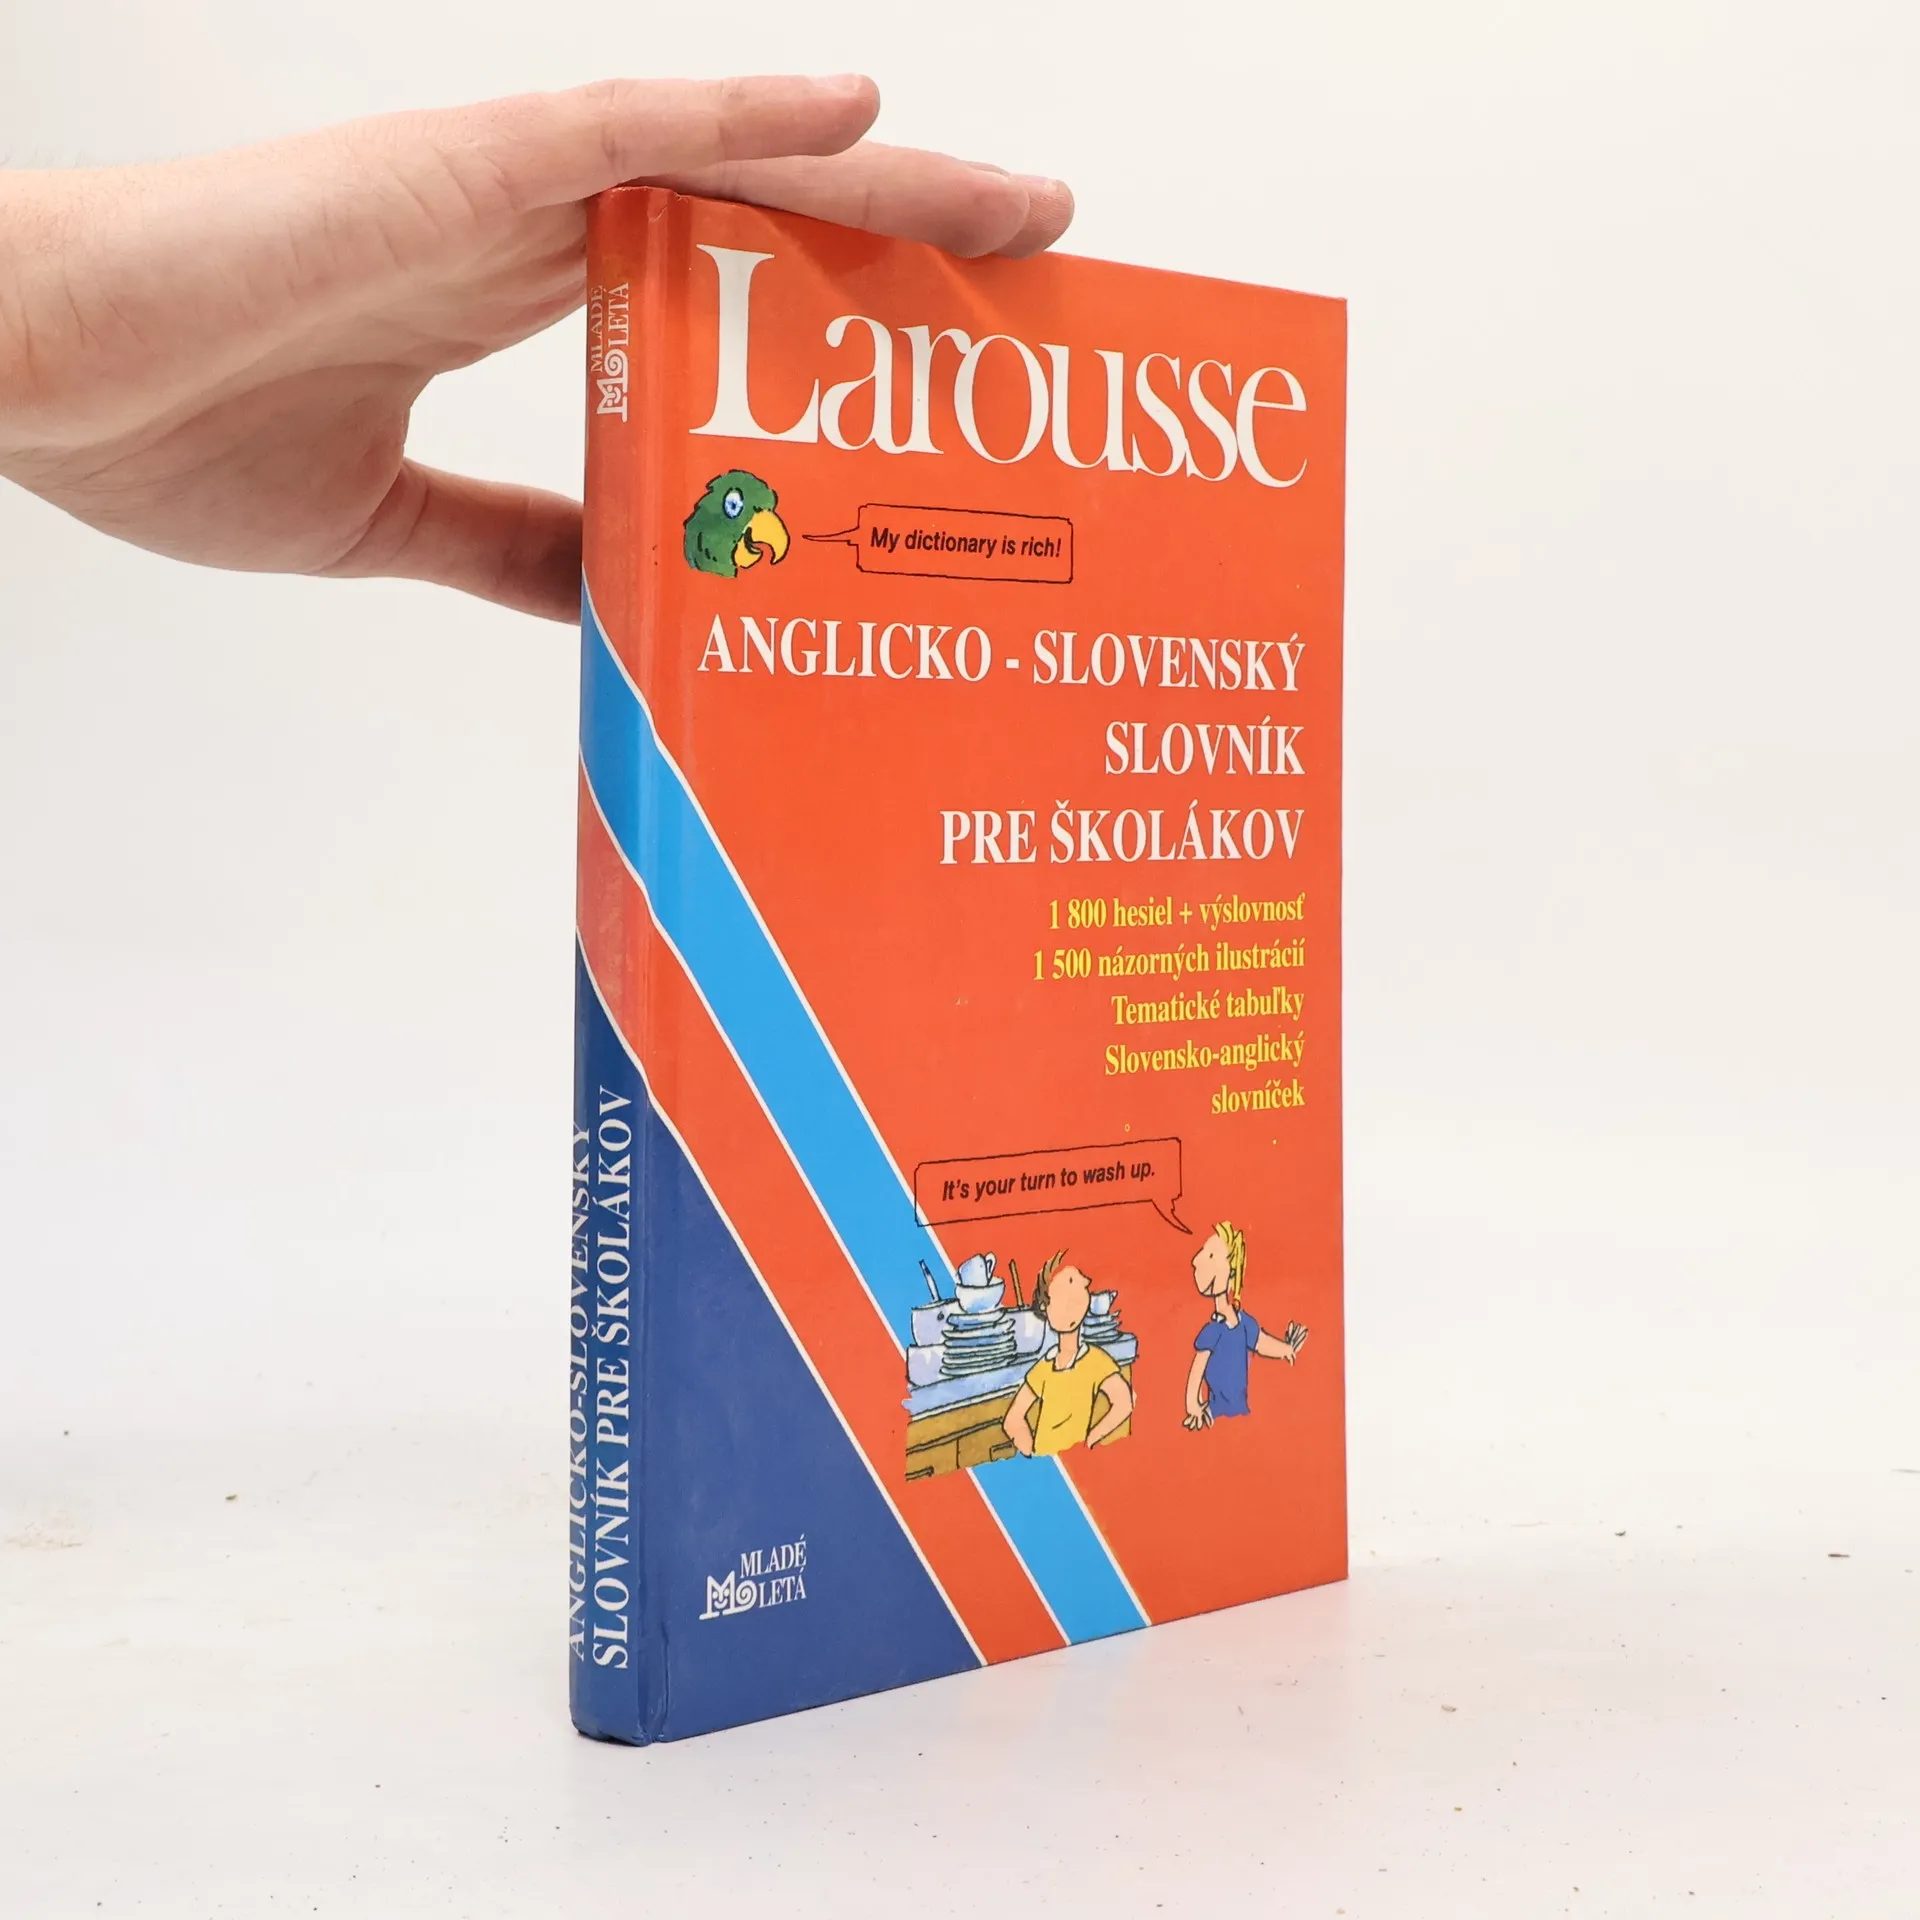 Larousse
My dictionary is rich!
ANGLICKO - SLOVENSKÝ
SLOVNÍK
PRE ŠKOLÁKOV
1 800 hesiel + výslovnosť
1 500 názorných ilustrácií
Tematické tabuľky
Slovensko-anglický
slovníček
It's your turn to wash up.
MLADÉ
LETÁ
MLADÉ
LETÁ
ANGLICKO-SLOVENSKÝ
SLOVNÍK PRE ŠKOLÁKOV